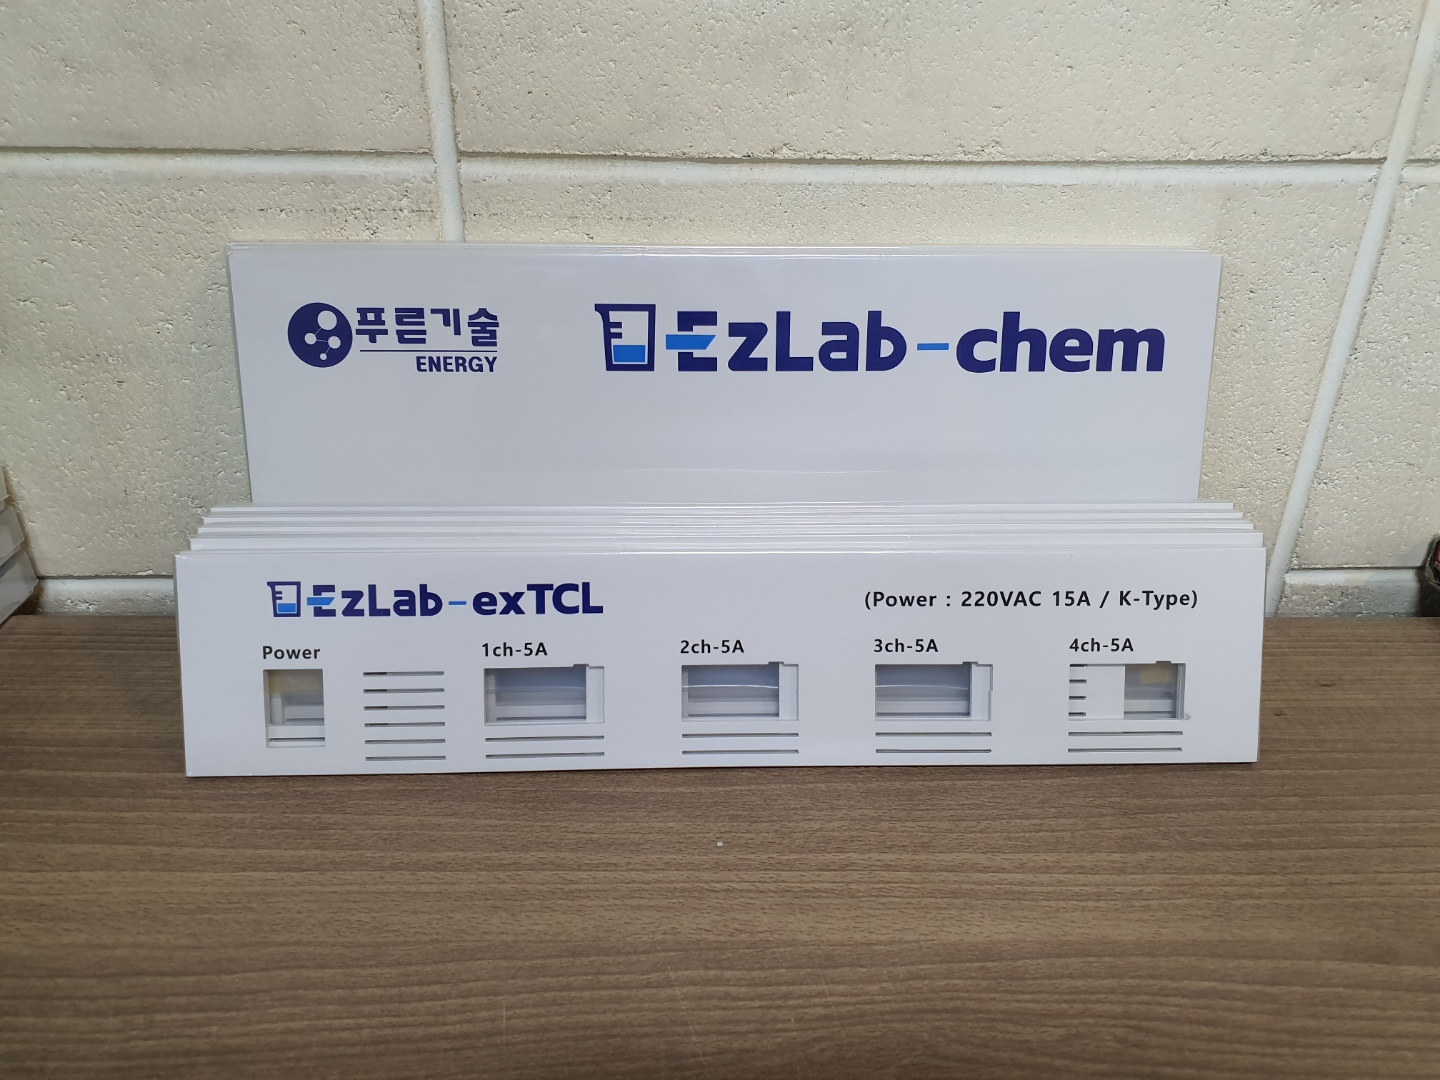 푸른기술
ENERGY
EzLab-chem
EzLab-exTCL
(Power : 220VAC 15A / K-Type)
Power
1ch-5A
2ch-5A
3ch-5A
4ch-5A